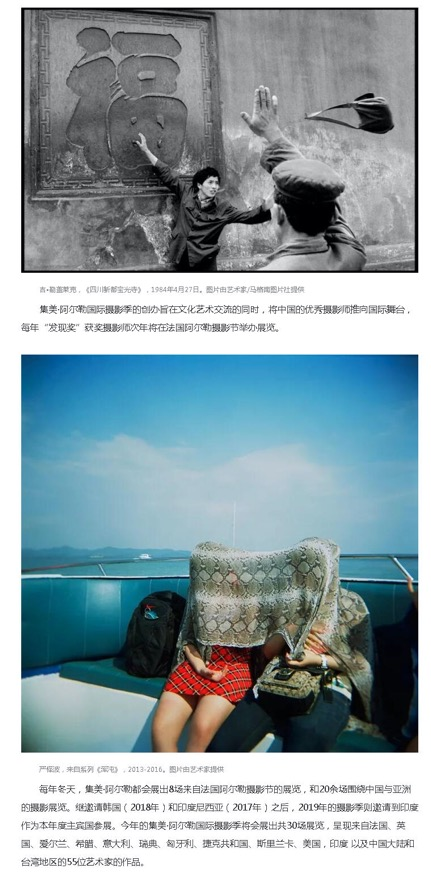 福
吉·勒盖莱克，《四川新都宝光寺》，1984年4月27日。图片由艺术家/马格南图片社提供
集美·阿尔勒国际摄影季的创办旨在文化艺术交流的同时，将中国的优秀摄影师推向国际舞台，
每年“发现奖”获奖摄影师次年将在法国阿尔勒摄影节举办展览。
严怿波，来自系列《军屯》，2013-2016。图片由艺术家提供
每年冬天，集美·阿尔勒都会展出8场来自法国阿尔勒摄影节的展览，和20余场围绕中国与亚洲
的摄影展览。继邀请韩国（2018年）和印度尼西亚（2017年）之后，2019年的摄影季则邀请到印度
作为本年度主宾国参展。今年的集美·阿尔勒国际摄影季将会展出共30场展览，呈现来自法国、英
国、爱尔兰、希腊、意大利、瑞典、匈牙利、捷克共和国、斯里兰卡、美国，印度 以及中国大陆和
台湾地区的55位艺术家的作品。